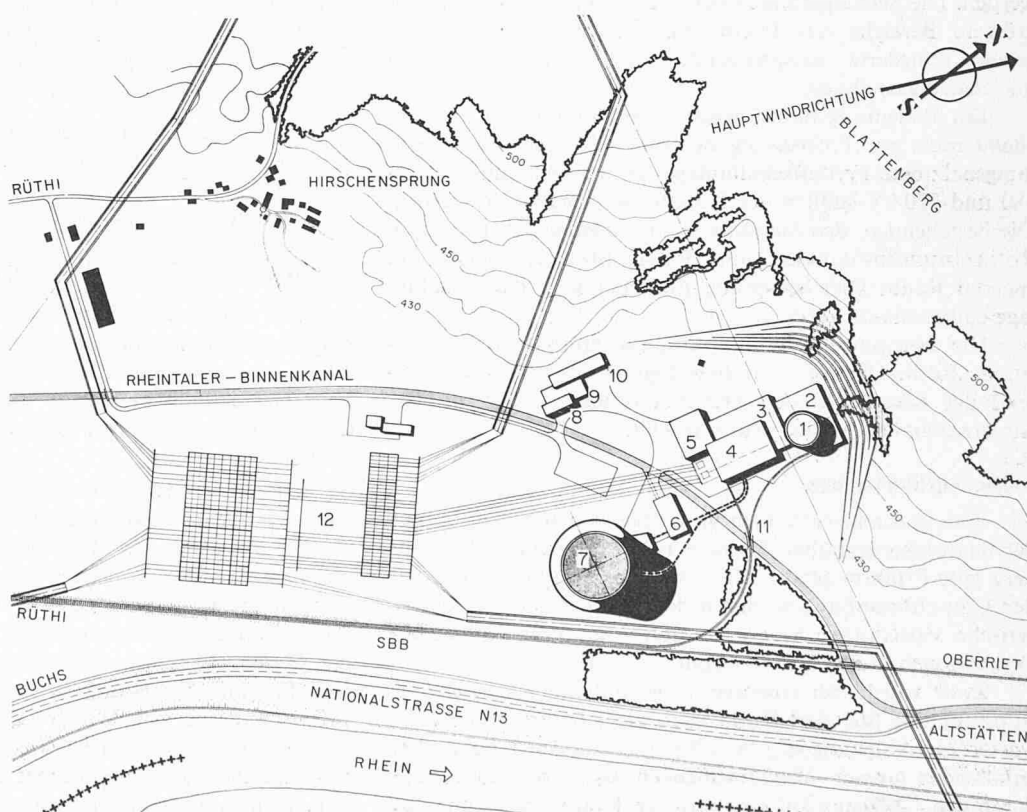 N
S
HAUPTWINDRICHTUNG
BLATTENBERG
500
RÜTHI
HIRSCHENSPRUNG
450
430
10
RHEINTALER – BINNENKANAL
9
8
2
3
1
5
4
500
450
430
12
6
11
7
RÜTHI
SBB
OBERRIET
BUCHS
NATIONALSTRASSE N13
ALTSTÄTTEN
RHEIN